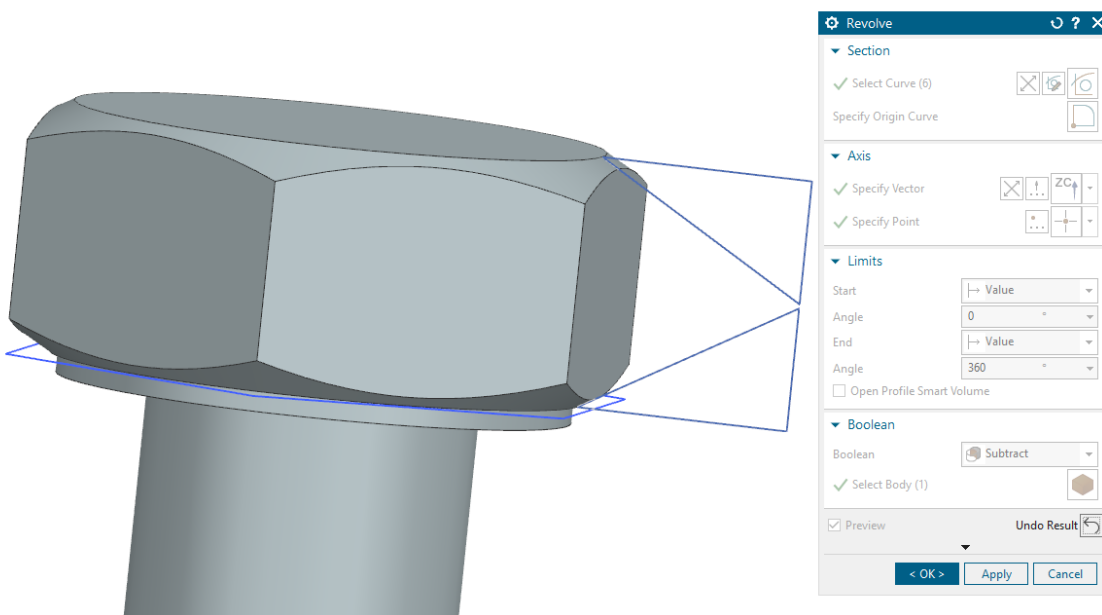 Revolve ?
Section
Select Curve (6)
Specify Origin Curve
Axis
Specify Vector ZC
Specify Point
Limits
Start Value
Angle 0 °
End Value
Angle 360 °
Open Profile Smart Volume
Boolean
Boolean Subtract
Select Body (1)
Preview Undo Result
< OK > Apply Cancel